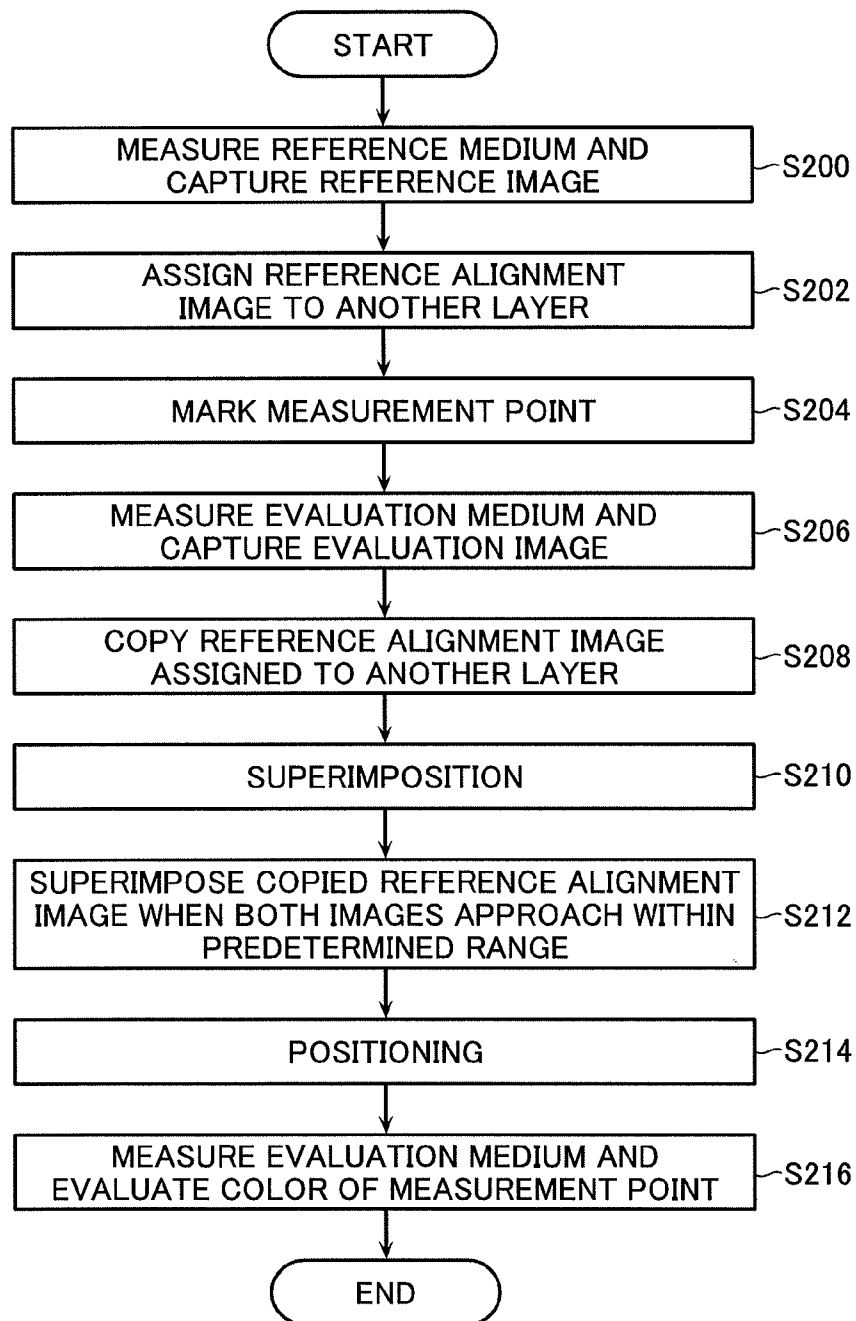 START
MEASURE REFERENCE MEDIUM AND
CAPTURE REFERENCE IMAGE
S200
ASSIGN REFERENCE ALIGNMENT
IMAGE TO ANOTHER LAYER
S202
MARK MEASUREMENT POINT
S204
MEASURE EVALUATION MEDIUM AND
CAPTURE EVALUATION IMAGE
S206
COPY REFERENCE ALIGNMENT IMAGE
ASSIGNED TO ANOTHER LAYER
S208
SUPERIMPOSITION
S210
SUPERIMPOSE COPIED REFERENCE ALIGNMENT
IMAGE WHEN BOTH IMAGES APPROACH WITHIN
PREDETERMINED RANGE
S212
POSITIONING
S214
MEASURE EVALUATION MEDIUM AND
EVALUATE COLOR OF MEASUREMENT POINT
S216
END